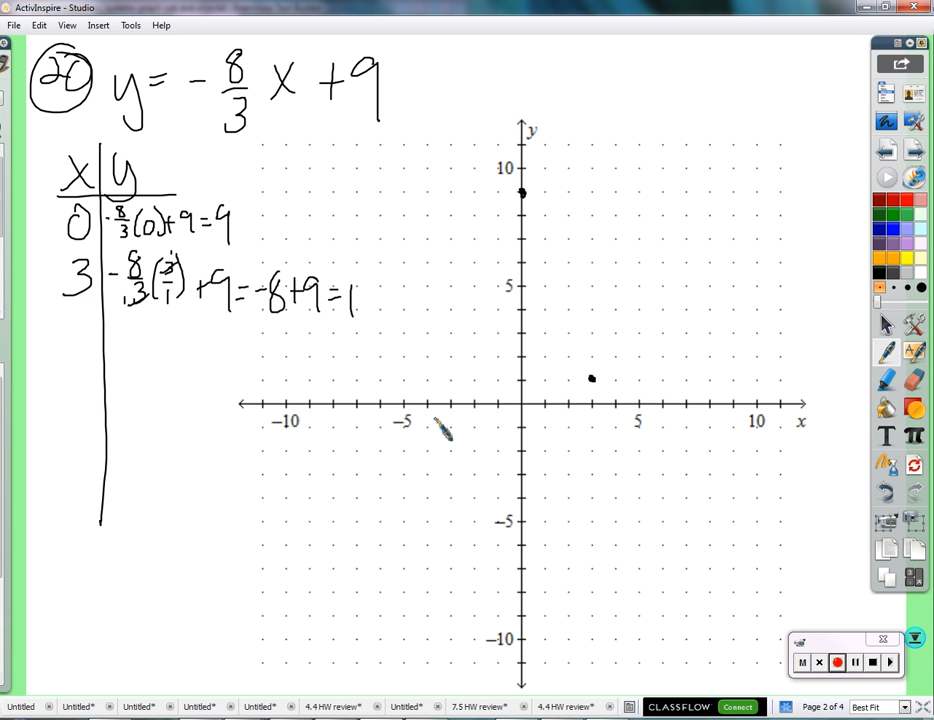 ActivInspire - Studio
File Edit View Insert Tools
20 y = - 8/3 x + 9
x y
0 -8/3 (0) + 9 = 9
3 - 8/3 (3/1) + 9 = -8 + 9 = 1
y
10
5
-10 -5 5 10 x
-5
-10
M
Untitled Untitled* Untitled* Untitled* Untitled* 4.4 HW review* Untitled* 7.5 HW review* 4.4 HW review* CLASSFLOW Connect Page 2 of 4 Best Fit